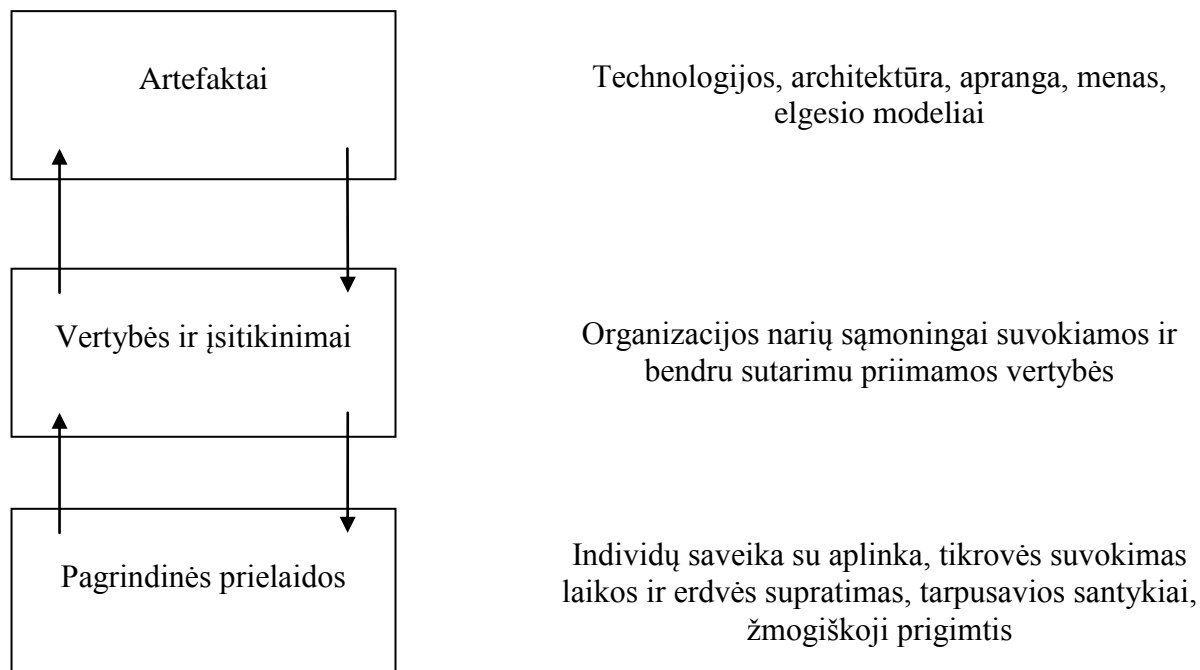 Artefaktai
Technologijos, architektūra, apranga, menas,
elgesio modeliai
Vertybės ir įsitikinimai
Organizacijos narių sąmoningai suvokiamos ir
bendru sutarimu priimamos vertybės
Pagrindinės prielaidos
Individų saveika su aplinka, tikrovės suvokimas
laikos ir erdvės supratimas, tarpusavios santykiai,
žmogiškoji prigimtis